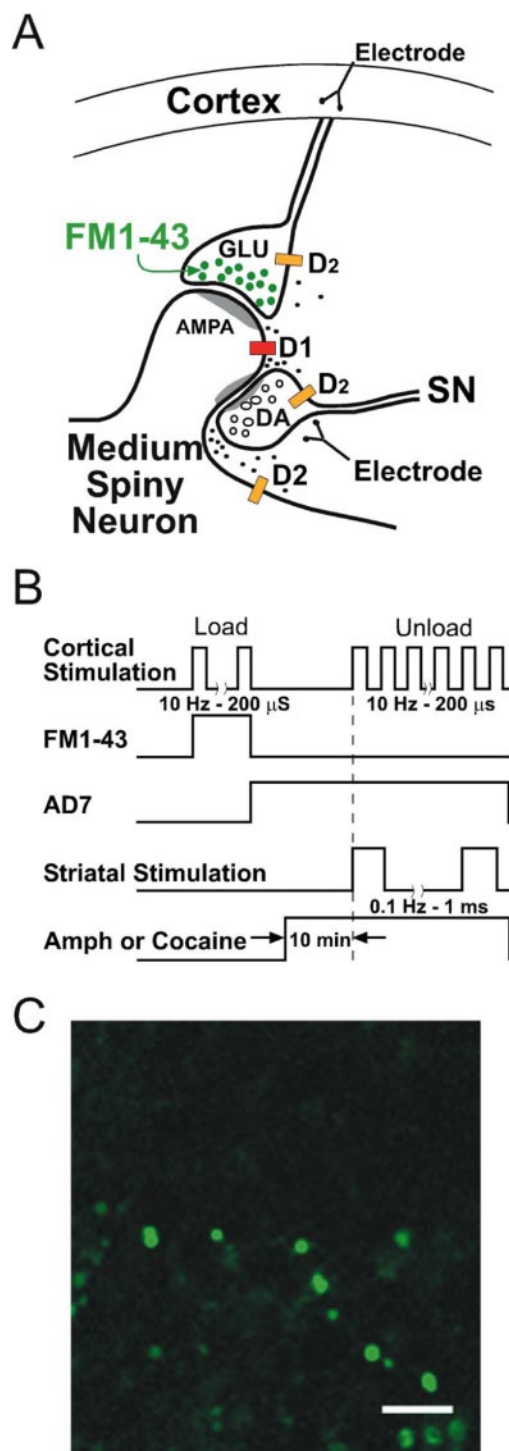 A
Electrode
Cortex
FM1-43
GLU
D2
AMPA
D1
D2
SN
DA
Medium
Spiny
Neuron
D2
Electrode
B
Load
Unload
Cortical
Stimulation
10 Hz - 200 μS
10 Hz - 200 μs
FM1-43
AD7
Striatal Stimulation
0.1 Hz - 1 ms
Amph or Cocaine
10 min
C